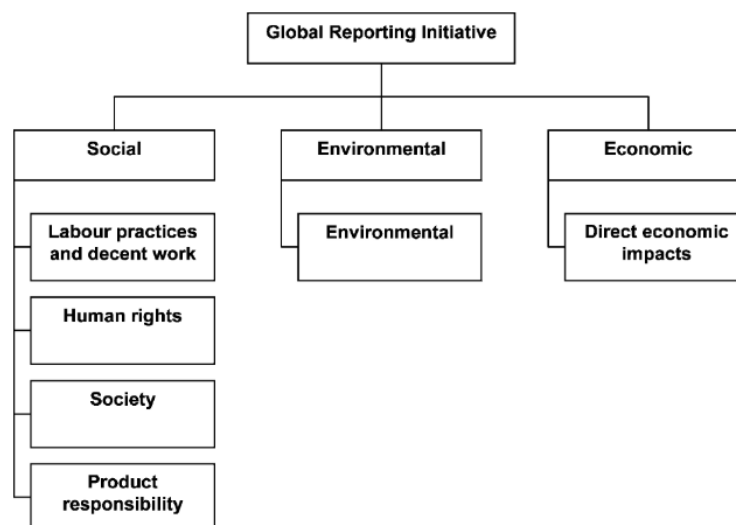 Global Reporting Initiative
Social
Environmental
Economic
Labour practices
and decent work
Environmental
Direct economic
impacts
Human rights
Society
Product
responsibility